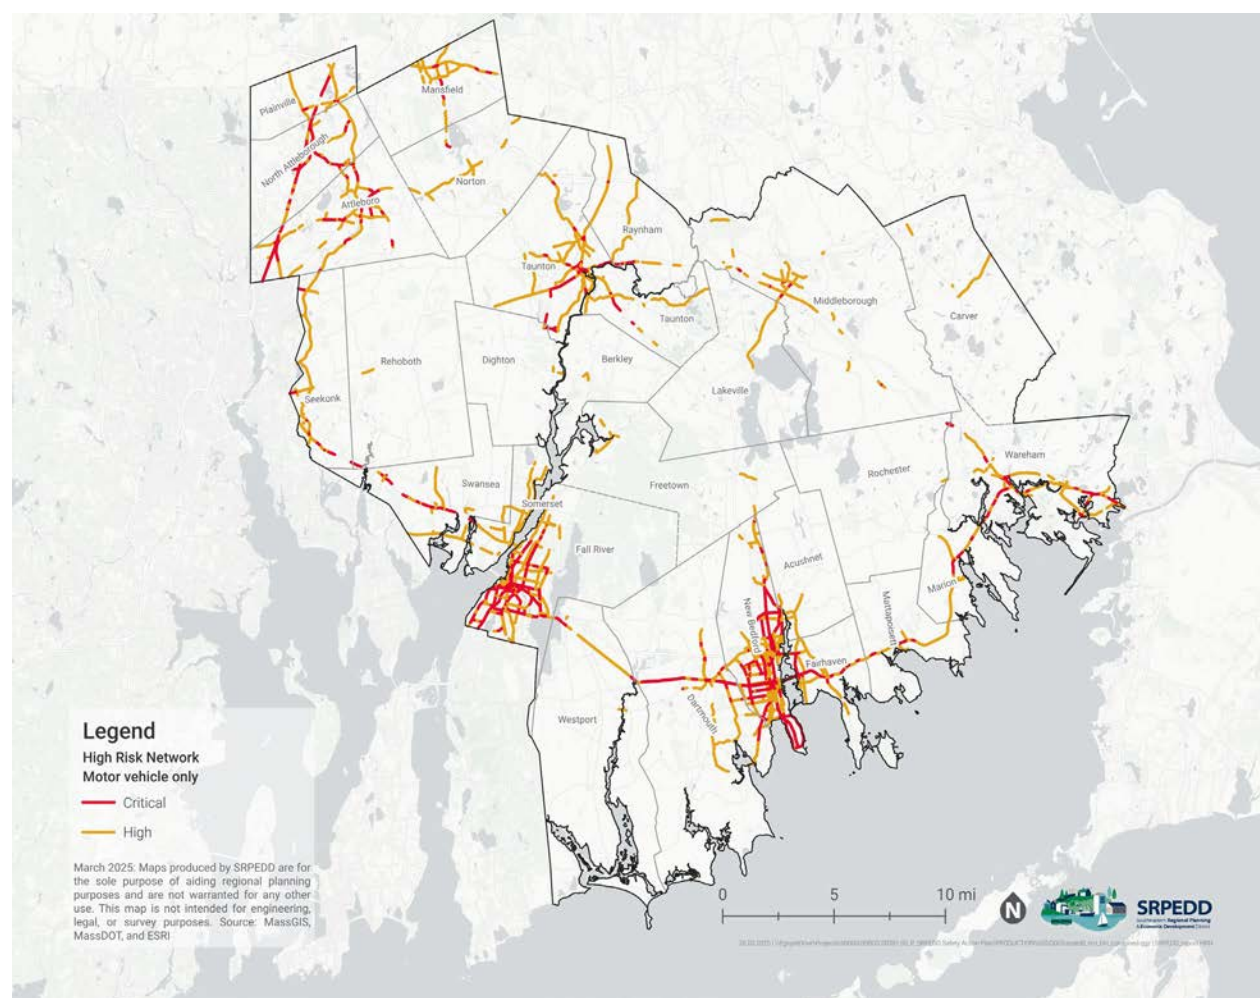 Plainville
Mansfield
North Attleborough
Norton
Attleboro
Raynham
Taunton
Middleborough
Carver
Taunton
Rehoboth
Dighton
Berkley
Lakeville
Seekonk
Wareham
Rochester
Swansea
Freetown
Somerset
Fall River
Acushnet
Marion
Mattapoisett
New Bedford
Fairhaven
Dartmouth
Westport
Legend
High Risk Network
Motor vehicle only
Critical
High
March 2025: Maps produced by SRPEDD are for
the sole purpose of aiding regional planning
purposes and are not warranted for any other
use. This map is not intended for engineering,
legal, or survey purposes. Source: MassGIS,
MassDOT, and ESRI
0 5 10 mi
N
SRPEDD
Southeastern Regional Planning
& Economic Development District